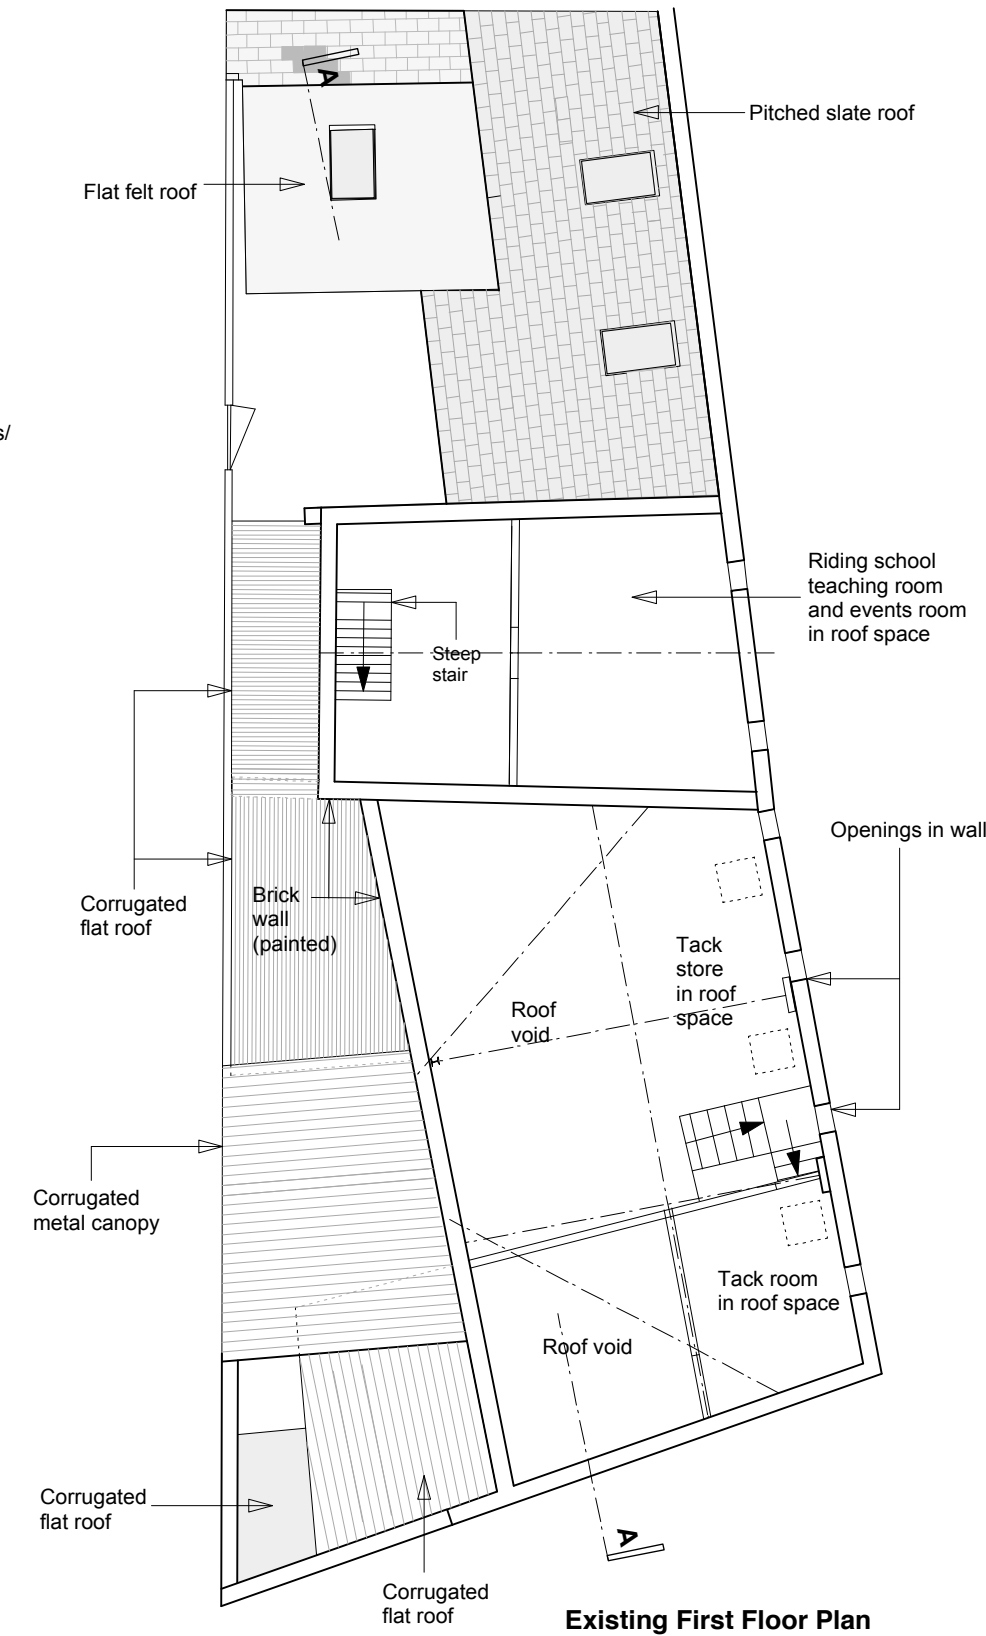 A
Pitched slate roof
Flat felt roof
s/
Riding school
teaching room
and events room
in roof space
Steep
stair
Openings in wall
Corrugated
flat roof
Brick
wall
(painted)
Tack
store
in roof
space
Roof
void
Corrugated
metal canopy
Tack room
in roof space
Roof void
Corrugated
flat roof
A
Corrugated
flat roof
Existing First Floor Plan